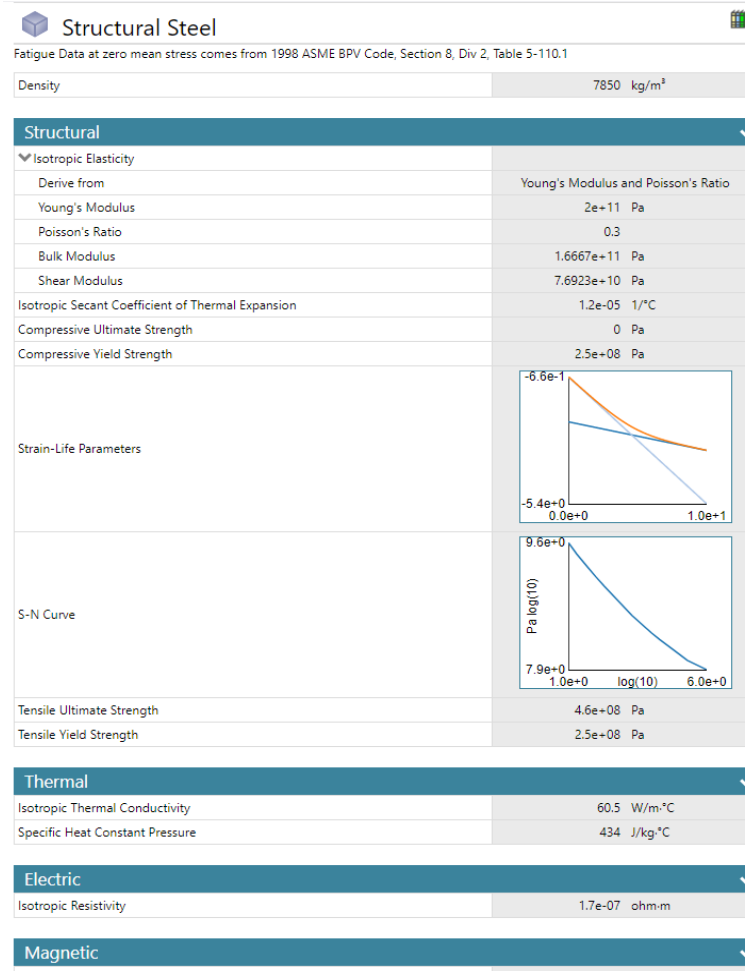 Structural Steel
Fatigue Data at zero mean stress comes from 1998 ASME BPV Code, Section 8, Div 2, Table 5-110.1
Density 7850 kg/m³
Structural
Isotropic Elasticity
Derive from Young's Modulus and Poisson's Ratio
Young's Modulus 2e+11 Pa
Poisson's Ratio 0.3
Bulk Modulus 1.6667e+11 Pa
Shear Modulus 7.6923e+10 Pa
Isotropic Secant Coefficient of Thermal Expansion 1.2e-05 1/°C
Compressive Ultimate Strength 0 Pa
Compressive Yield Strength 2.5e+08 Pa
-6.6e-1
Strain-Life Parameters
-5.4e+0
0.0e+0 1.0e+1
9.6e+0
Pa log(10)
S-N Curve
7.9e+0
1.0e+0 log(10) 6.0e+0
Tensile Ultimate Strength 4.6e+08 Pa
Tensile Yield Strength 2.5e+08 Pa
Thermal
Isotropic Thermal Conductivity 60.5 W/m·°C
Specific Heat Constant Pressure 434 J/kg·°C
Electric
Isotropic Resistivity 1.7e-07 ohm·m
Magnetic